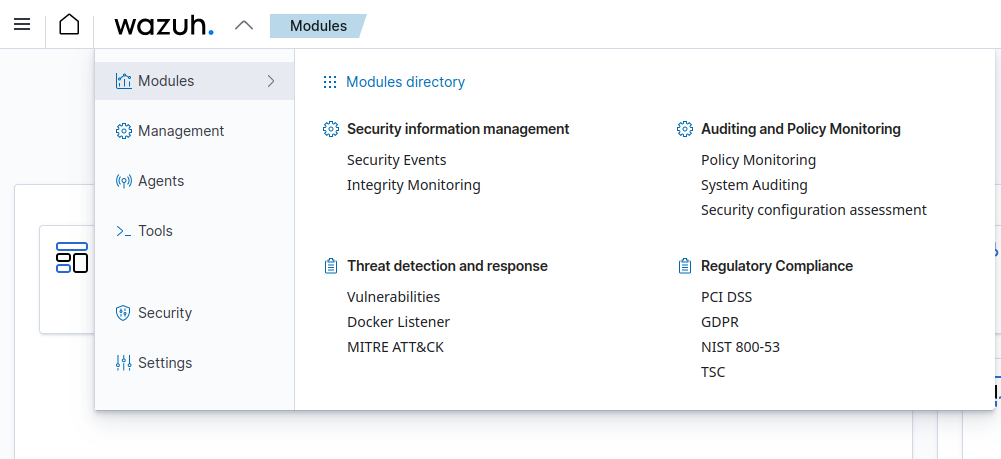 wazuh.
Modules
Modules
Management
Agents
Tools
Security
Settings
Modules directory
Security information management
Security Events
Integrity Monitoring
Auditing and Policy Monitoring
Policy Monitoring
System Auditing
Security configuration assessment
Threat detection and response
Vulnerabilities
Docker Listener
MITRE ATT&CK
Regulatory Compliance
PCI DSS
GDPR
NIST 800-53
TSC